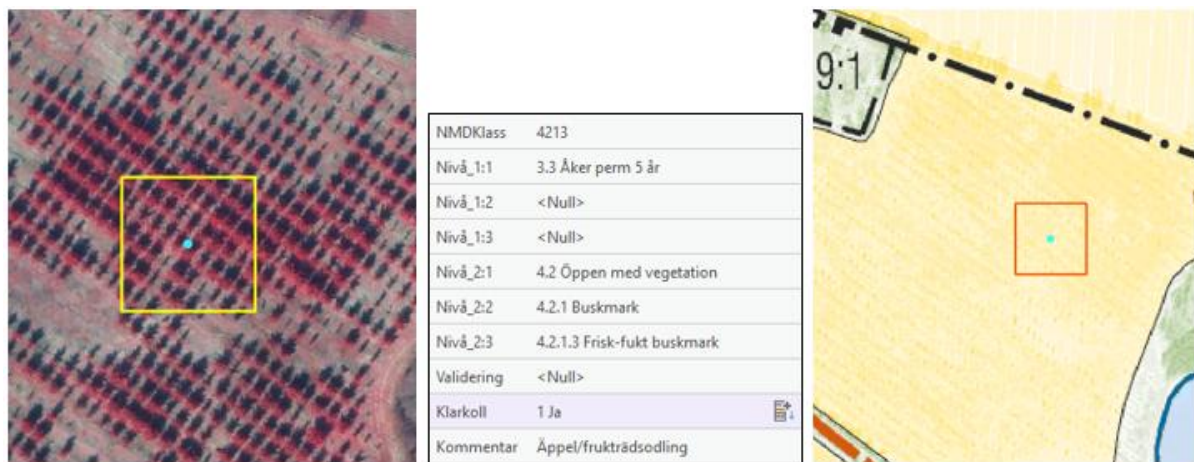 NMDKlass 4213
Nivå_1:1 3.3 Åker perm 5 år
Nivå_1:2 <Null>
Nivå_1:3 <Null>
Nivå_2:1 4.2 Öppen med vegetation
Nivå_2:2 4.2.1 Buskmark
Nivå_2:3 4.2.1.3 Frisk-fukt buskmark
Validering <Null>
Klarkoll 1 Ja
Kommentar Äppel/frukträdsodling
9:1